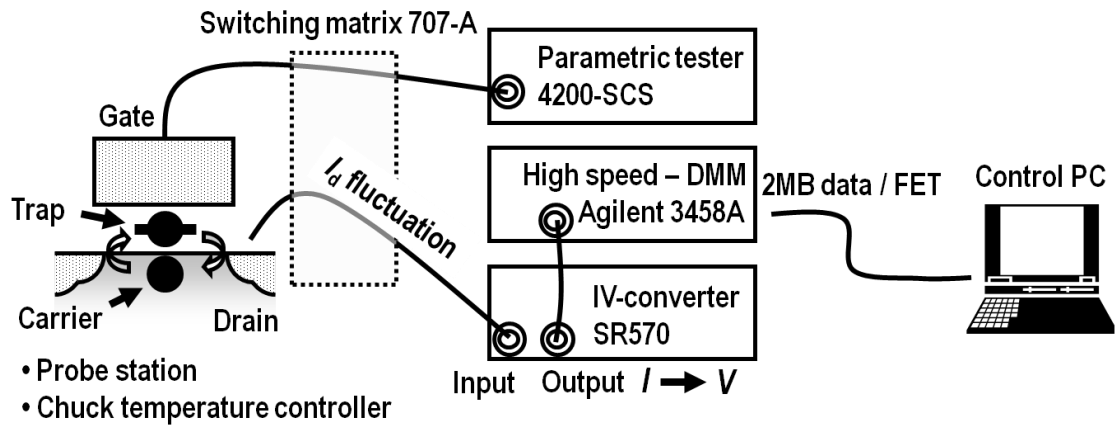 Switching matrix 707-A
Parametric tester
4200-SCS
Gate
I_d fluctuation
High speed – DMM
Agilent 3458A
2MB data / FET
Control PC
Trap
IV-converter
SR570
Carrier
Drain
Input
Output
I → V
• Probe station
• Chuck temperature controller